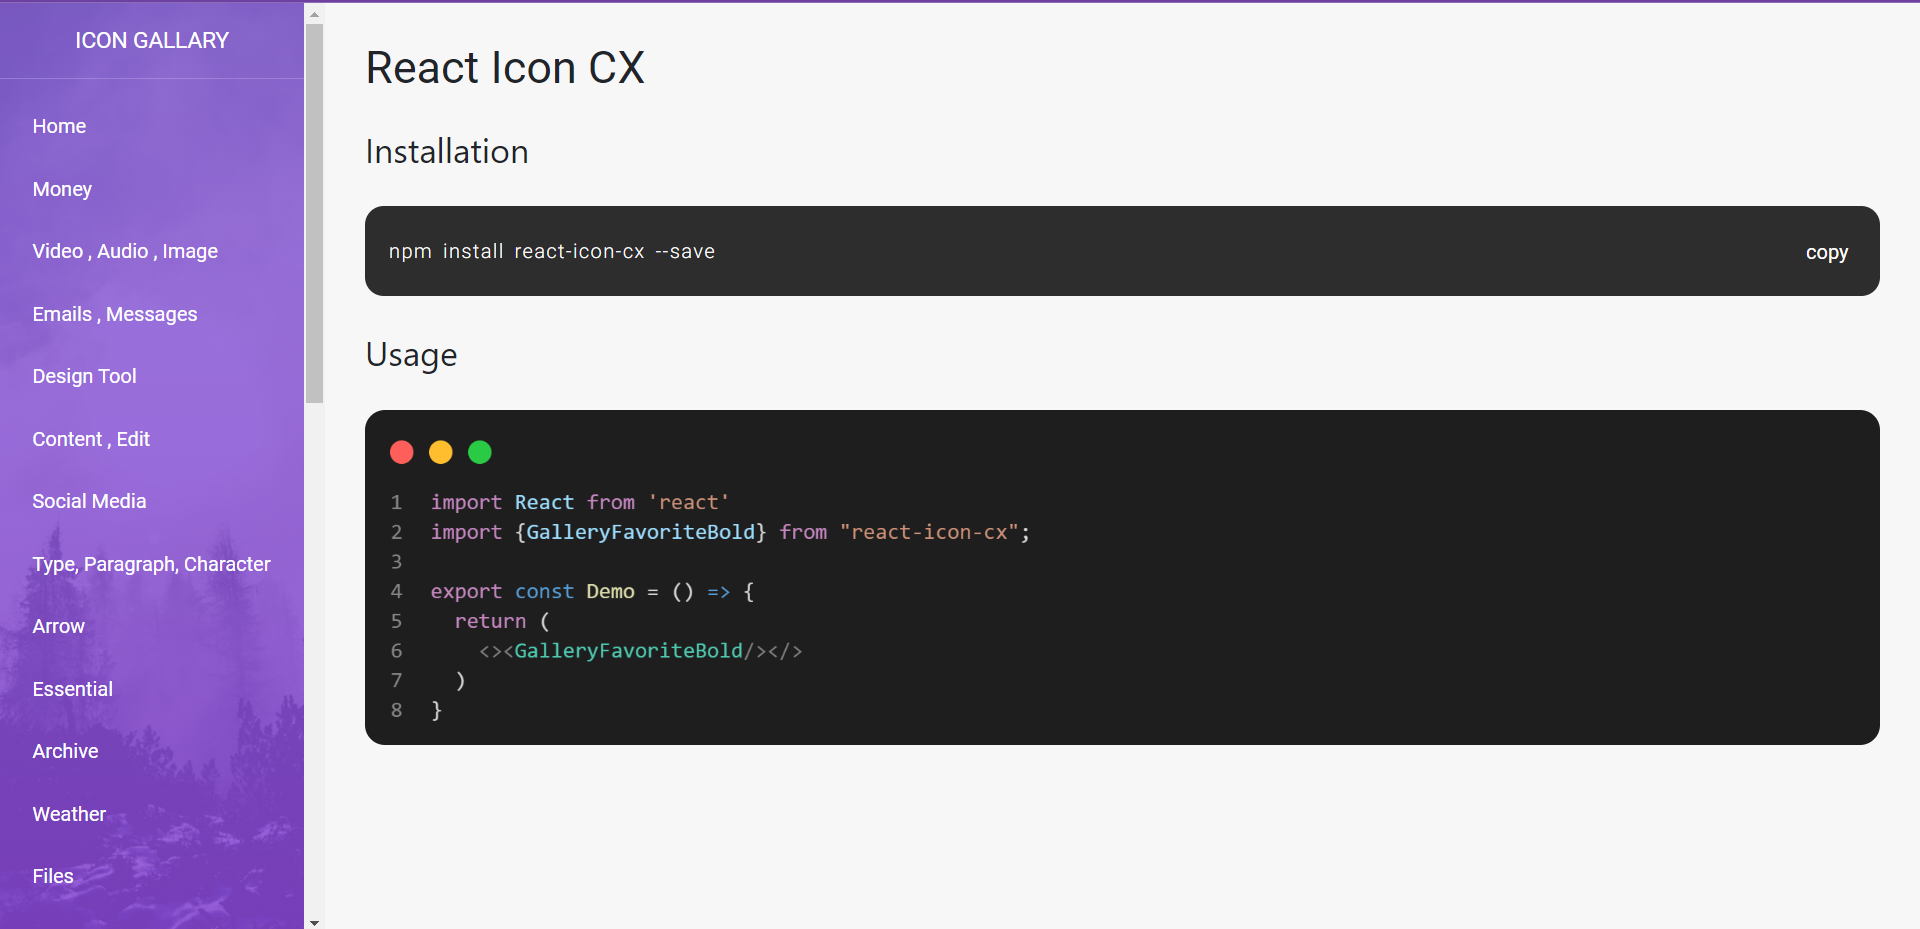 ICON GALLARY
Home
Money
Video , Audio , Image
Emails , Messages
Design Tool
Content , Edit
Social Media
Type, Paragraph, Character
Arrow
Essential
Archive
Weather
Files
React Icon CX
Installation
npm install react-icon-cx --save
copy
Usage
1 import React from 'react'
2 import {GalleryFavoriteBold} from "react-icon-cx";
3
4 export const Demo = () => {
5   return (
6     <><GalleryFavoriteBold/></>
7   )
8 }